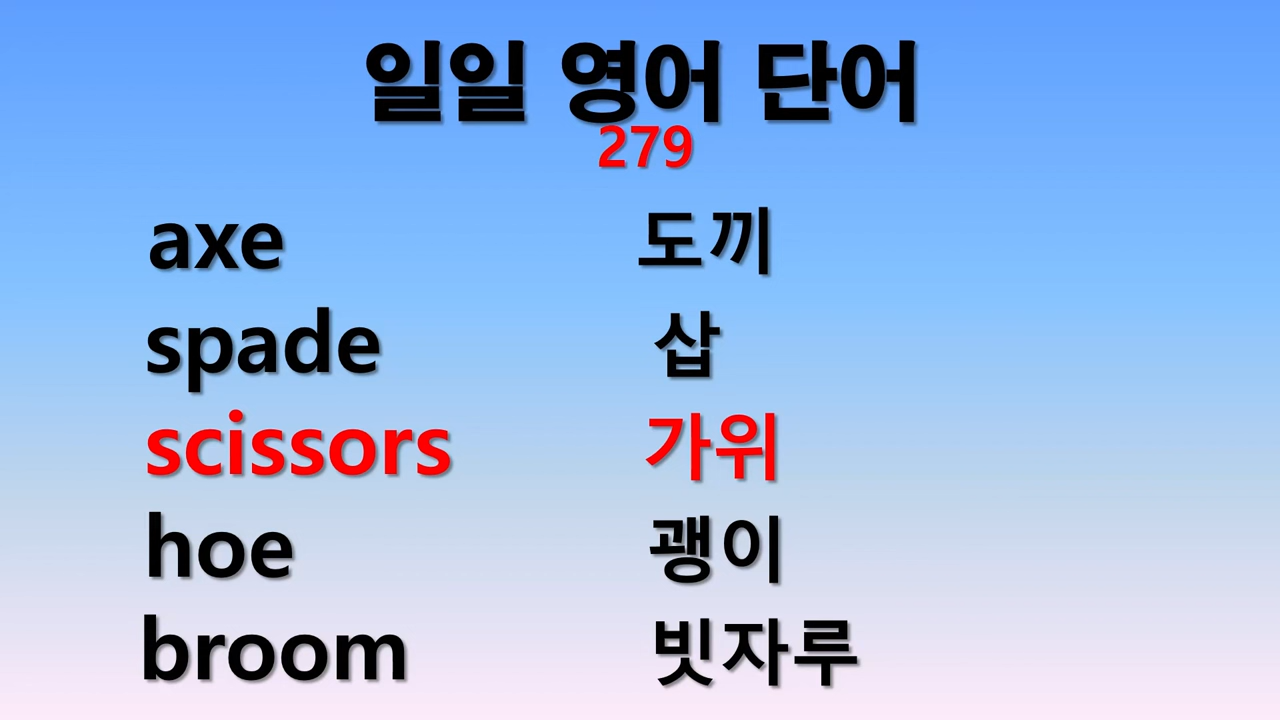 일일 영어 단어
279
axe 도끼
spade 삽
scissors 가위
hoe 괭이
broom 빗자루